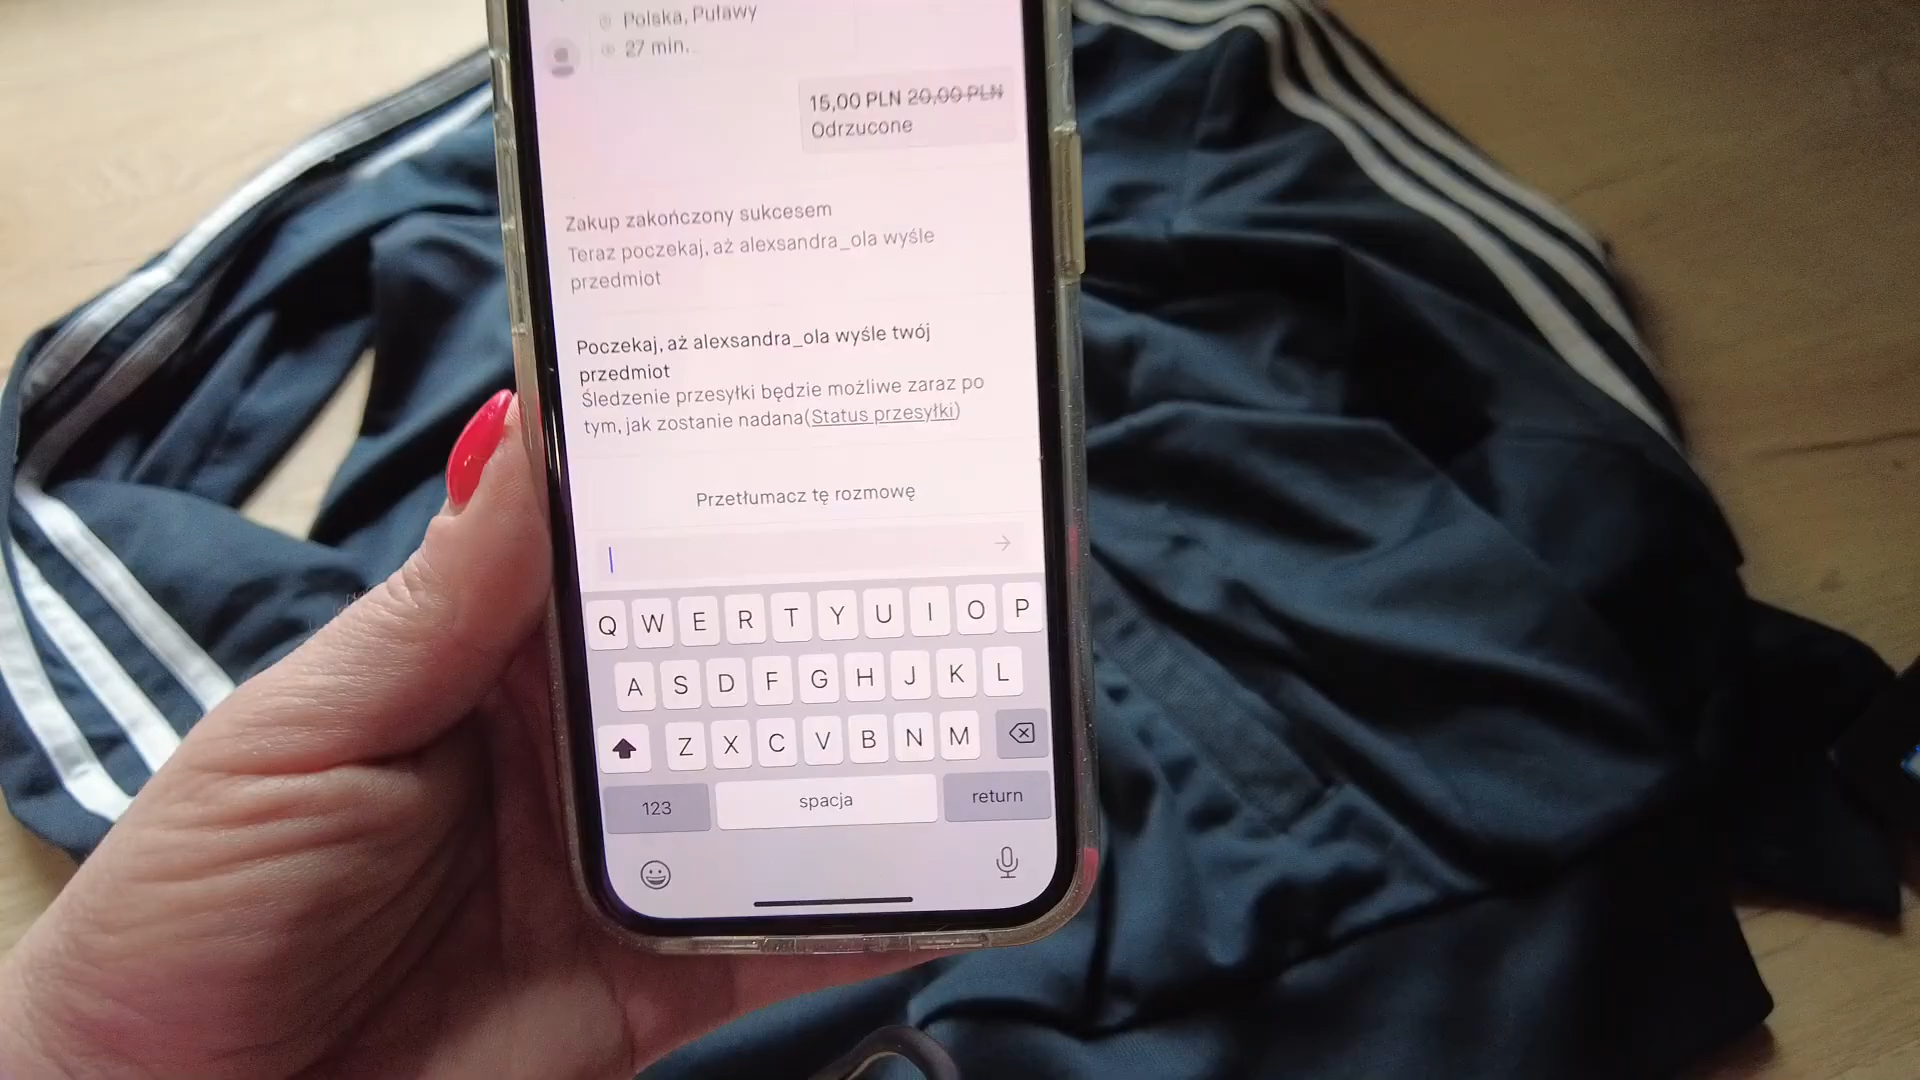 Polska, Puławy
27 min.
15,00 PLN 20,00 PLN
Odrzucone
Zakup zakończony sukcesem
Teraz poczekaj, aż alexsandra_ola wyśle
przedmiot
Poczekaj, aż alexsandra_ola wyśle twój
przedmiot
Śledzenie przesyłki będzie możliwe zaraz po
tym, jak zostanie nadana(Status przesyłki)
Przetłumacz tę rozmowę
Q W E R T Y U I O P
A S D F G H J K L
Z X C V B N M
123 spacja return